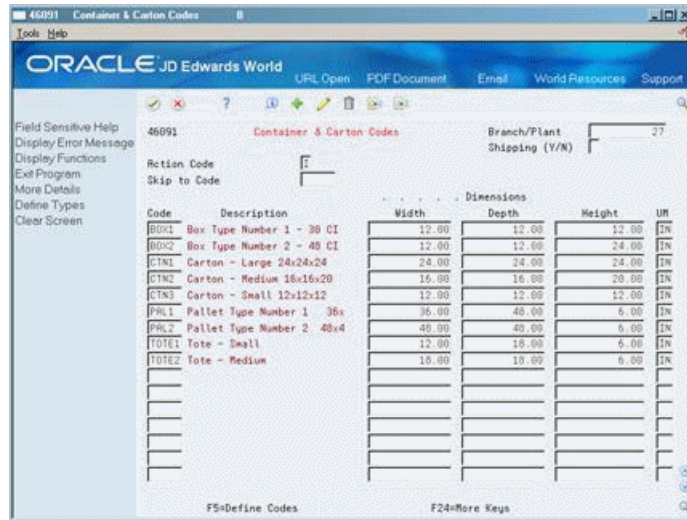 46091 Container & Carton Codes
Tools Help
ORACLE JD Edwards World
URL Open PDF Document Email World Resources Support
Field Sensitive Help
Display Error Message
Display Functions
Exit Program
More Details
Define Types
Clear Screen
46091 Container & Carton Codes Branch/Plant 27
Shipping (Y/N)
Action Code I
Skip to Code
. . . . . Dimensions
Code Description Width Depth Height UM
BOX1 Box Type Number 1 - 30 CI 12.00 12.00 12.00 IN
BOX2 Box Type Number 2 - 40 CI 12.00 12.00 24.00 IN
CTN1 Carton - Large 24x24x24 24.00 24.00 24.00 IN
CTN2 Carton - Medium 16x16x20 16.00 16.00 20.00 IN
CTN3 Carton - Small 12x12x12 12.00 12.00 12.00 IN
PAL1 Pallet Type Number 1 36x 36.00 48.00 6.00 IN
PAL2 Pallet Type Number 2 48x4 48.00 48.00 6.00 IN
TOTE1 Tote - Small 12.00 18.00 6.00 IN
TOTE2 Tote - Medium 18.00 18.00 6.00 IN
F5=Define Codes F24=More Keys